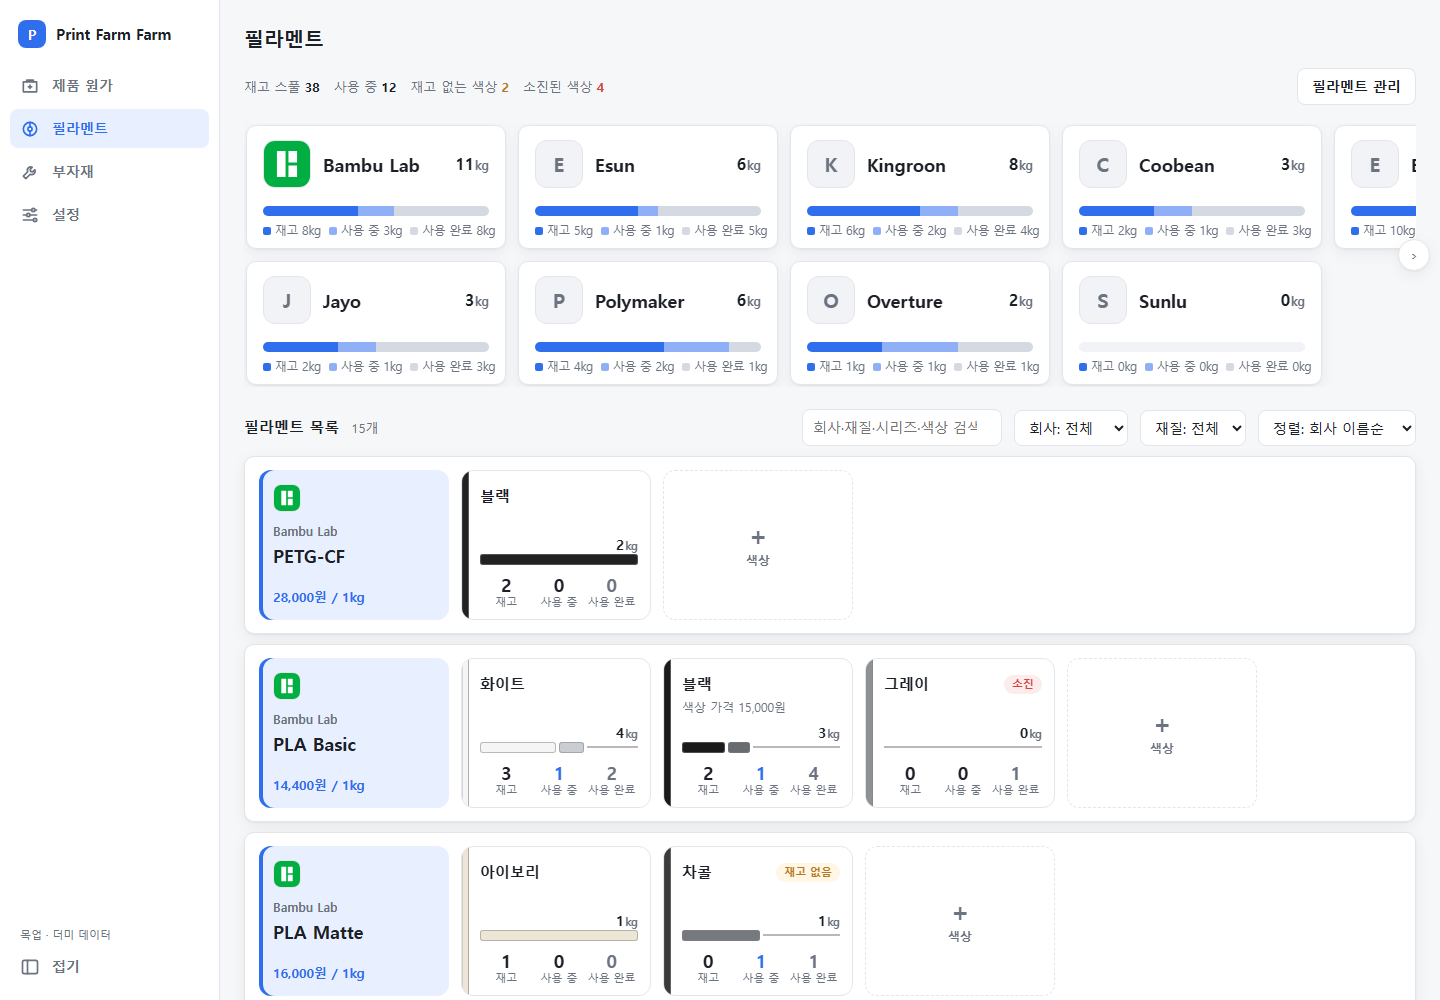 P Print Farm Farm
제품 원가
필라멘트
부자재
설정
목업 · 더미 데이터
접기
필라멘트
재고 스풀 38 사용 중 12 재고 없는 색상 2 소진된 색상 4
필라멘트 관리
Bambu Lab 11kg
재고 8kg 사용 중 3kg 사용 완료 8kg
E Esun 6kg
재고 5kg 사용 중 1kg 사용 완료 5kg
K Kingroon 8kg
재고 6kg 사용 중 2kg 사용 완료 4kg
C Coobean 3kg
재고 2kg 사용 중 1kg 사용 완료 3kg
E
재고 10kg
›
J Jayo 3kg
재고 2kg 사용 중 1kg 사용 완료 3kg
P Polymaker 6kg
재고 4kg 사용 중 2kg 사용 완료 1kg
O Overture 2kg
재고 1kg 사용 중 1kg 사용 완료 1kg
S Sunlu 0kg
재고 0kg 사용 중 0kg 사용 완료 0kg
필라멘트 목록 15개
회사·재질·시리즈·색상 검색
회사: 전체
재질: 전체
정렬: 회사 이름순
Bambu Lab
PETG-CF
28,000원 / 1kg
블랙
2kg
2 0 0
재고 사용 중 사용 완료
+
색상
Bambu Lab
PLA Basic
14,400원 / 1kg
화이트
4kg
3 1 2
재고 사용 중 사용 완료
블랙
색상 가격 15,000원
3kg
2 1 4
재고 사용 중 사용 완료
그레이 소진
0kg
0 0 1
재고 사용 중 사용 완료
+
색상
Bambu Lab
PLA Matte
16,000원 / 1kg
아이보리
1kg
1 0 0
재고 사용 중 사용 완료
차콜 재고 없음
1kg
0 1 1
재고 사용 중 사용 완료
+
색상